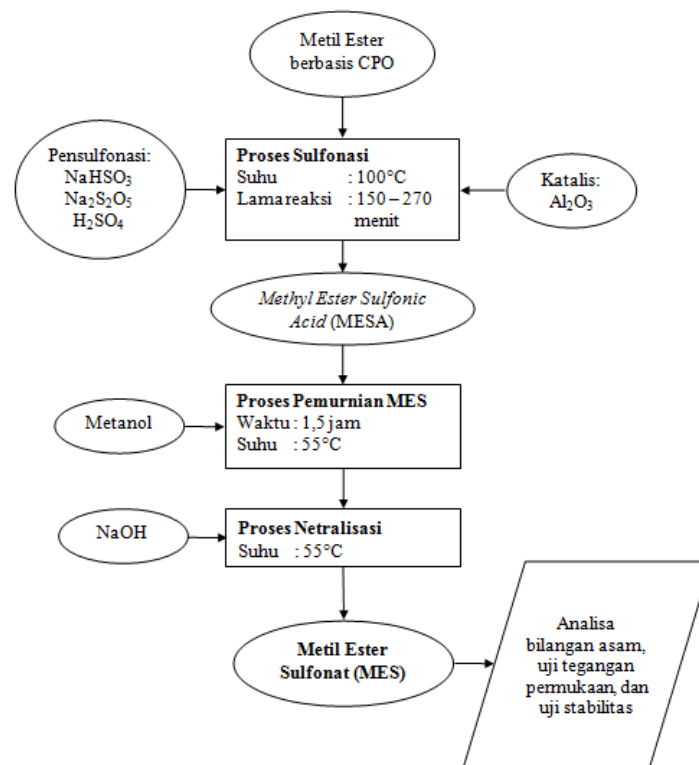 Metil Ester
berbasis CPO
Pensulfonasi:
NaHSO₃
Na₂S₂O₅
H₂SO₄
Proses Sulfonasi
Suhu : 100°C
Lama reaksi : 150 – 270
menit
Katalis:
Al₂O₃
Methyl Ester Sulfonic
Acid (MESA)
Metanol
Proses Pemurnian MES
Waktu : 1,5 jam
Suhu : 55°C
NaOH
Proses Netralisasi
Suhu : 55°C
Metil Ester
Sulfonat (MES)
Analisa
bilangan asam,
uji tegangan
permukaan, dan
uji stabilitas